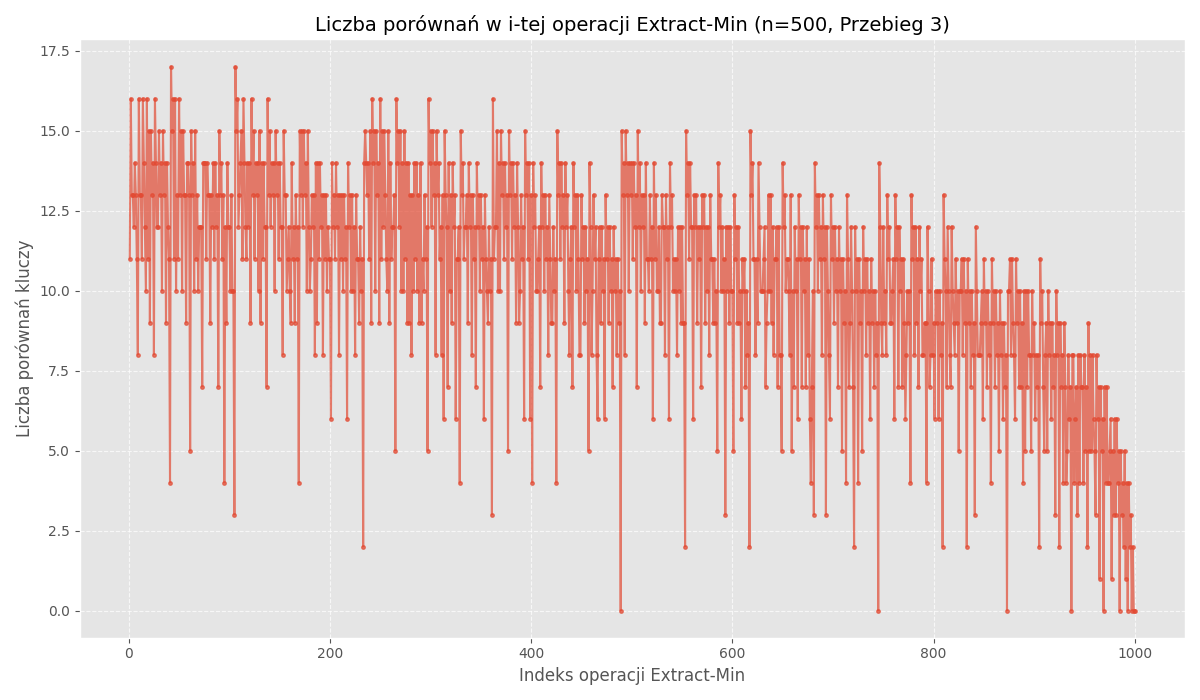 Liczba porównań w i-tej operacji Extract-Min (n=500, Przebieg 3)
Liczba porównań kluczy
17.5
15.0
12.5
10.0
7.5
5.0
2.5
0.0
0 200 400 600 800 1000
Indeks operacji Extract-Min